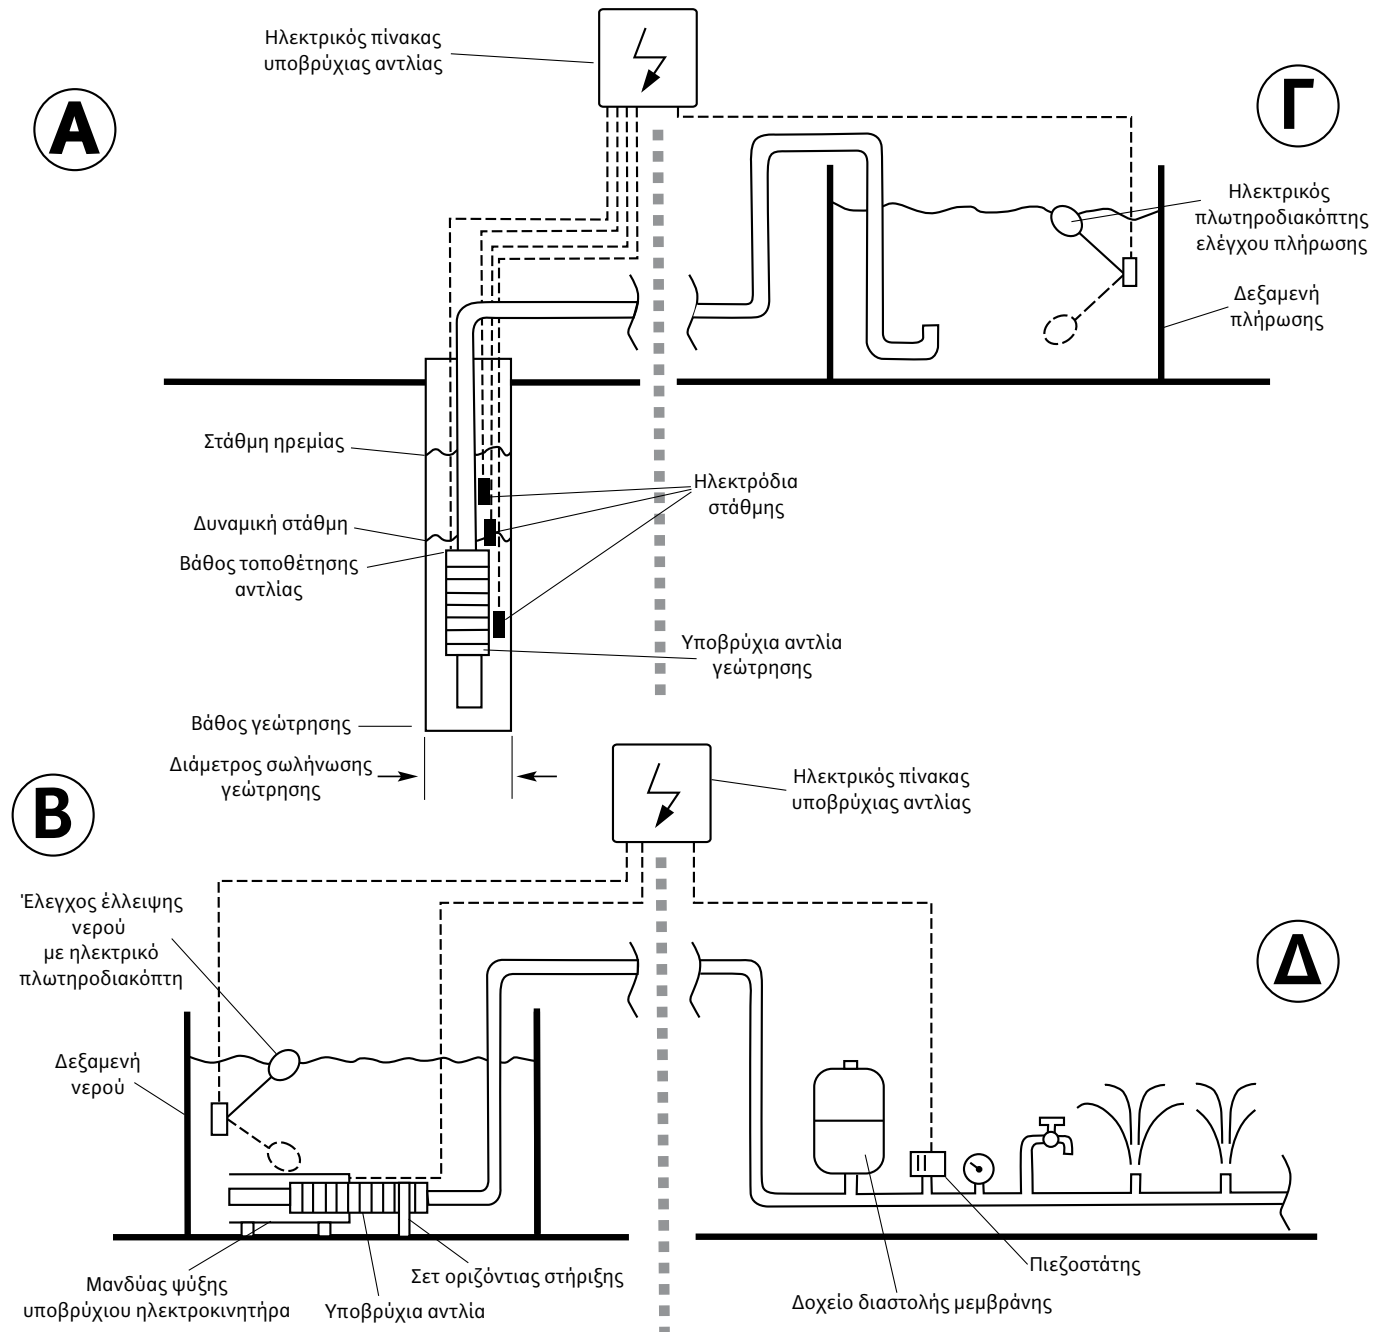 Ηλεκτρικός πίνακας
υποβρύχιας αντλίας
Α
Γ
Ηλεκτρικός
πλωτηροδιακόπτης
ελέγχου πλήρωσης
Δεξαμενή
πλήρωσης
Στάθμη ηρεμίας
Ηλεκτρόδια
στάθμης
Δυναμική στάθμη
Βάθος τοποθέτησης
αντλίας
Υποβρύχια αντλία
γεώτρησης
Βάθος γεώτρησης
Διάμετρος σωλήνωσης
γεώτρησης
Ηλεκτρικός πίνακας
υποβρύχιας αντλίας
Β
Έλεγχος έλλειψης
νερού
με ηλεκτρικό
πλωτηροδιακόπτη
Δ
Δεξαμενή
νερού
Μανδύας ψύξης
υποβρύχιου ηλεκτροκινητήρα
Υποβρύχια αντλία
Σετ οριζόντιας στήριξης
Πιεζοστάτης
Δοχείο διαστολής μεμβράνης